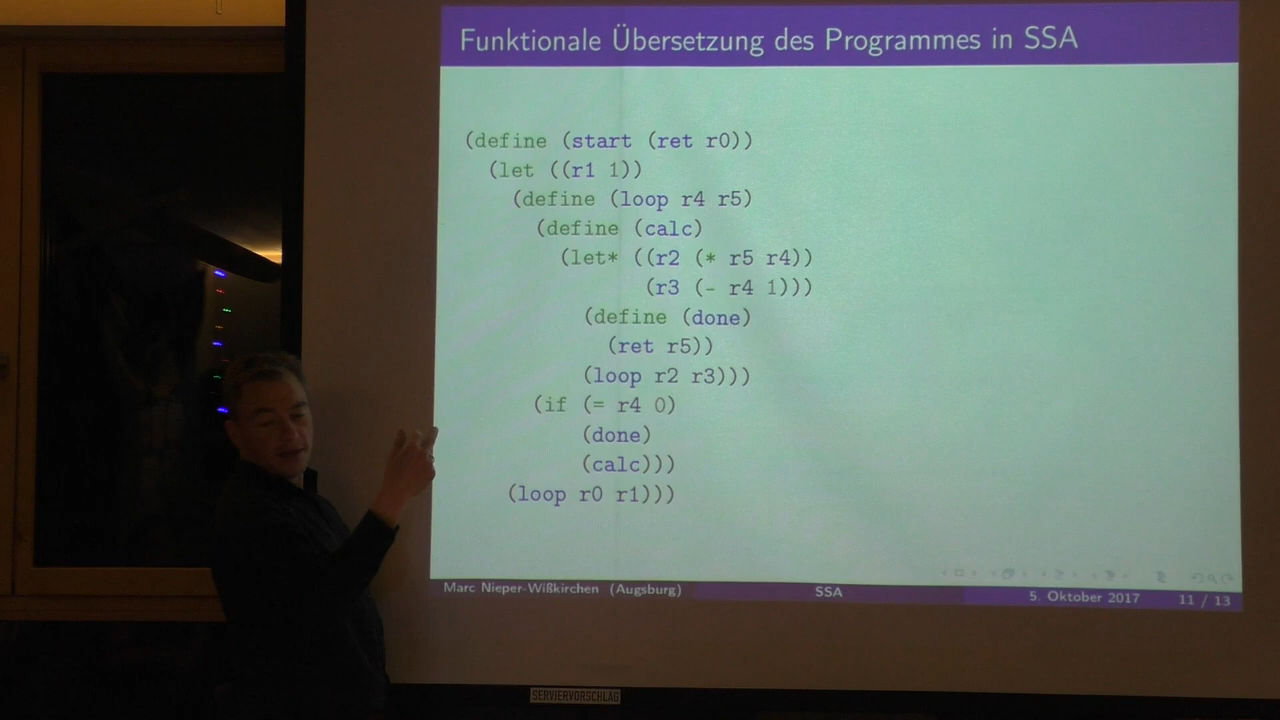 Funktionale Übersetzung des Programmes in SSA
(define (start (ret r0))
(let ((r1 1))
(define (loop r4 r5)
(define (calc)
(let* ((r2 (* r5 r4))
(r3 (- r4 1)))
(define (done)
(ret r5))
(loop r2 r3)))
(if (= r4 0)
(done)
(calc)))
(loop r0 r1)))
Marc Nieper-Wißkirchen (Augsburg) SSA 5. Oktober 2017 11 / 13
SERVIERVORSCHLAG